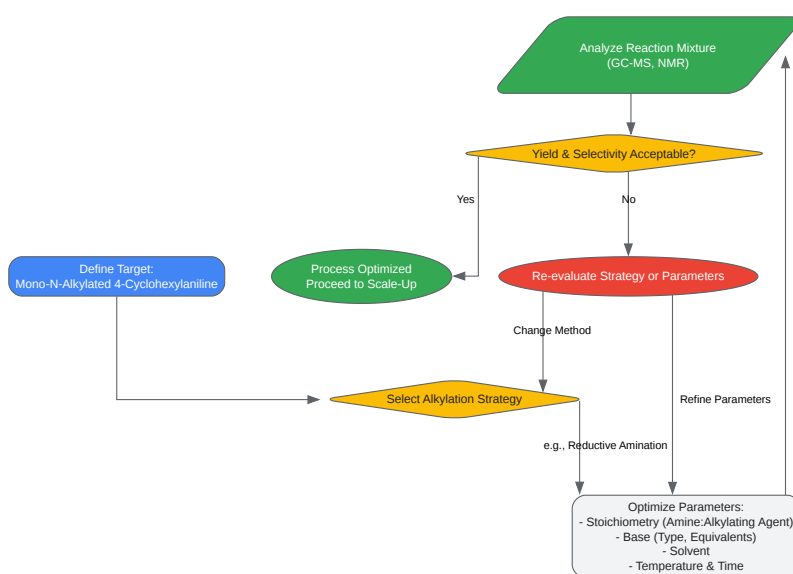 Analyze Reaction Mixture
(GC-MS, NMR)
Yield & Selectivity Acceptable?
Yes
No
Define Target:
Mono-N-Alkylated 4-Cyclohexylaniline
Process Optimized
Proceed to Scale-Up
Re-evaluate Strategy or Parameters
Change Method
Select Alkylation Strategy
Refine Parameters
e.g., Reductive Amination
Optimize Parameters:
- Stoichiometry (Amine:Alkylating Agent)
- Base (Type, Equivalents)
- Solvent
- Temperature & Time